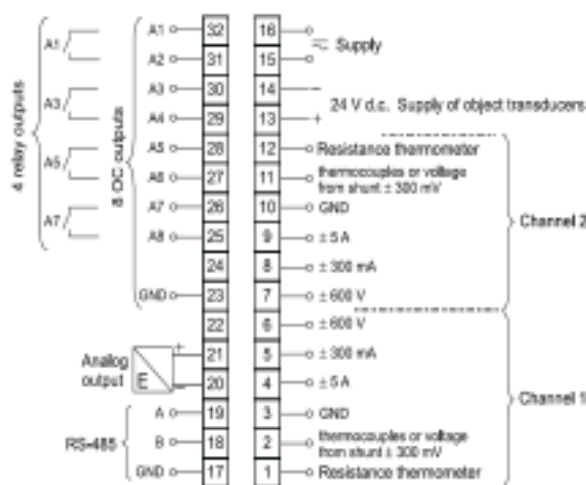 A1 32 16
A1 Supply
A2 31 15
A3 30 14 −
A3 24 V d.c. Supply of object transducers
A4 29 13 +
A5 28 12 Resistance thermometer
A5 A6 27 11 thermocouples or voltage
from shunt ± 300 mV
A7 26 10 GND
A7
A8 25 9 ± 5 A
24 8 ± 300 mA
GND 23 7 ± 600 V
4 relay outputs
8 OC outputs
Channel 2
22 6 ± 600 V
Analog + 21 5 ± 300 mA
output E − 20 4 ± 5 A
A 19 3 GND
Channel 1
RS-485 B 18 2 thermocouples or voltage
from shunt ± 300 mV
GND 17 1 Resistance thermometer